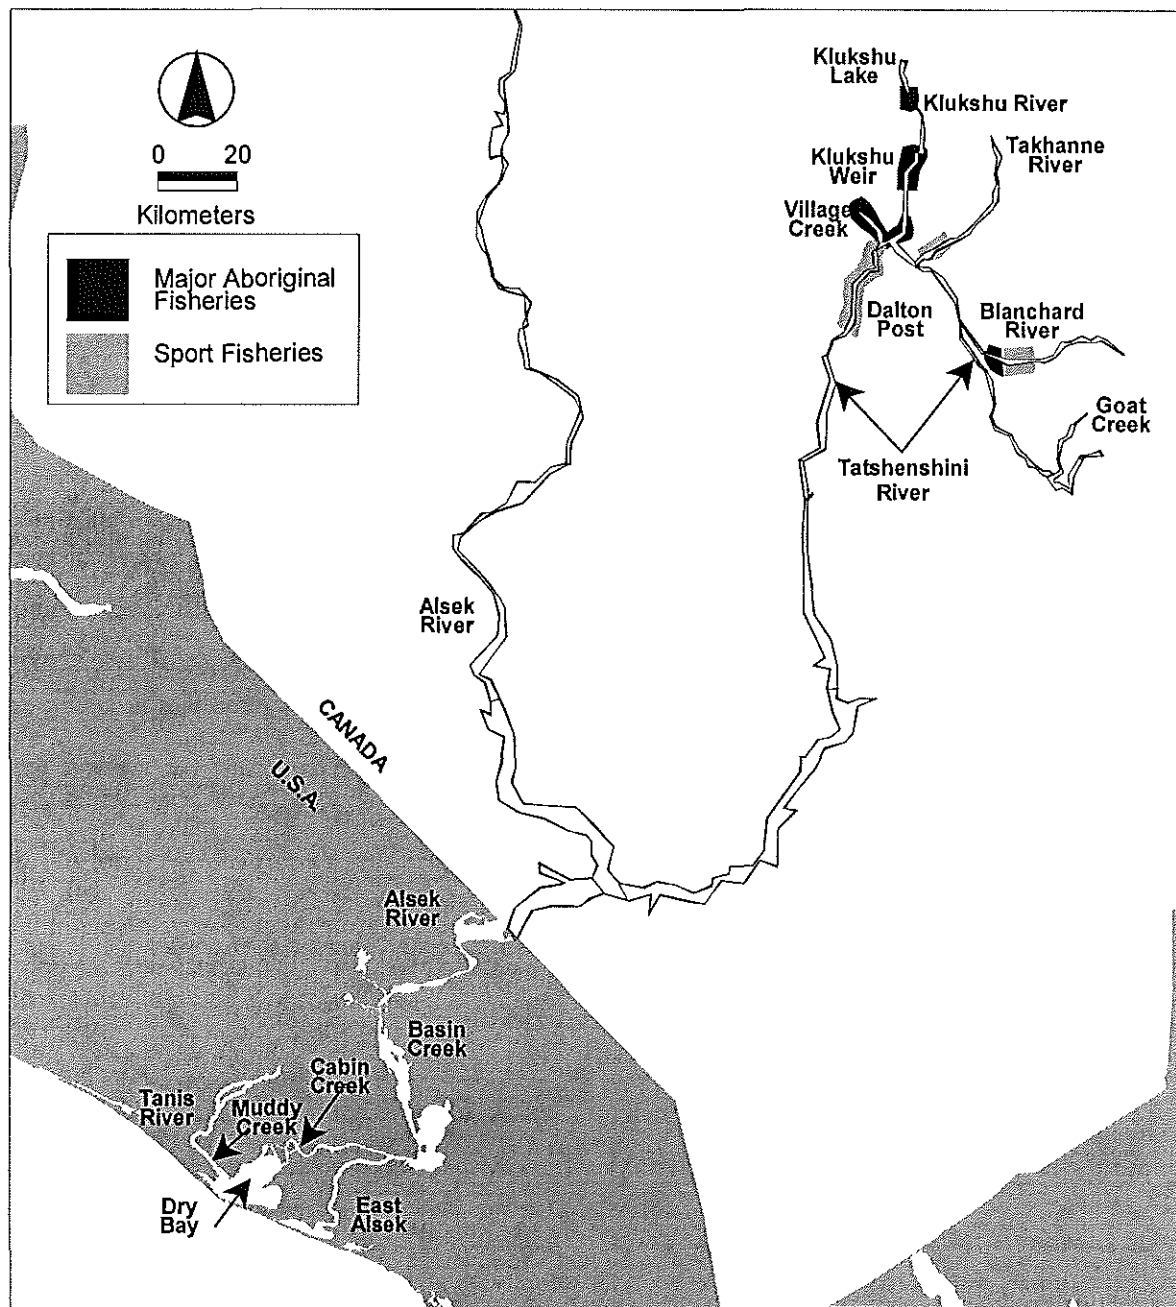 Klukshu
Lake
Klukshu River
Takhanne
River
Klukshu
Weir
Village
Creek
0 20
Kilometers
Major Aboriginal
Fisheries
Sport Fisheries
Dalton
Post
Blanchard
River
Goat
Creek
Tatshenshini
River
Alsek
River
CANADA
U.S.A.
Alsek
River
Basin
Creek
Cabin
Creek
Tanis
River
Muddy
Creek
Dry
Bay
East
Alsek